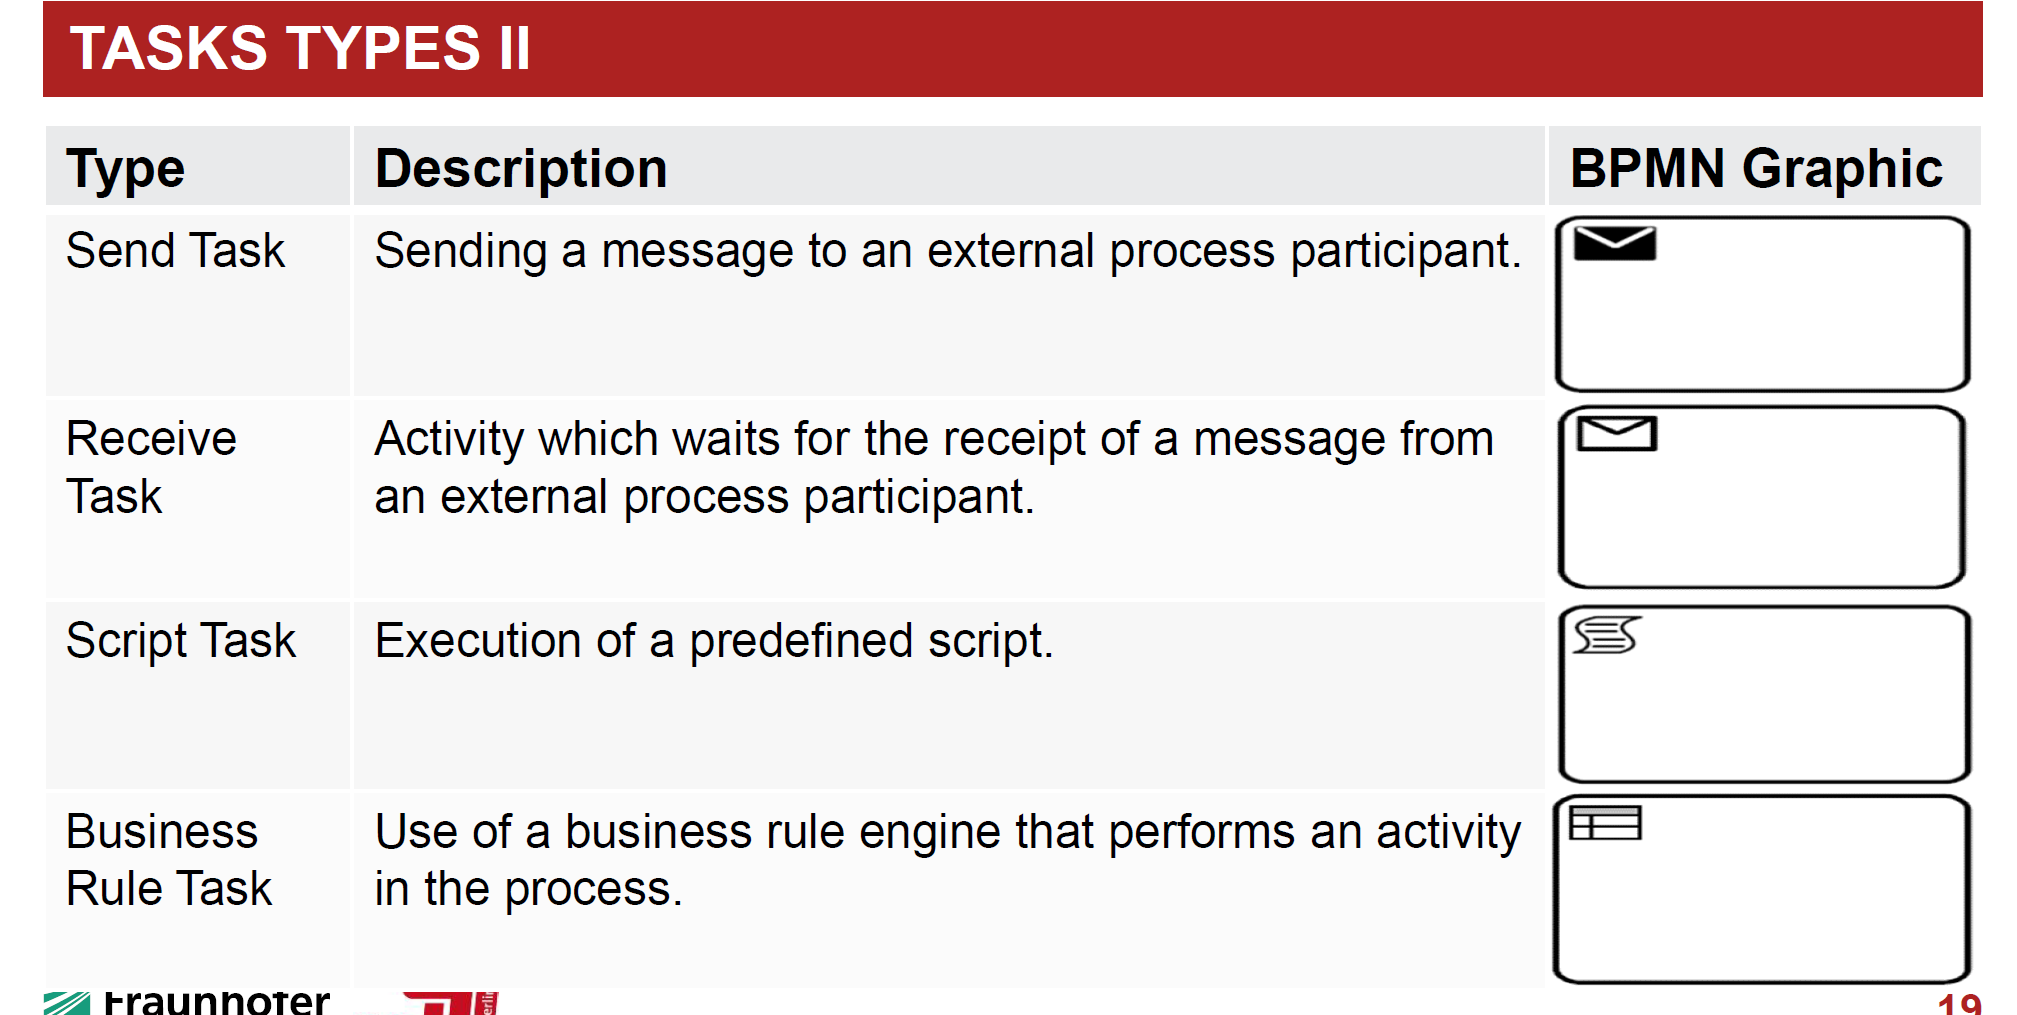 TASKS TYPES II
Type Description BPMN Graphic
Send Task Sending a message to an external process participant.
Receive Task
Activity which waits for the receipt of a message from
an external process participant.
Script Task Execution of a predefined script.
Business Rule Task
Use of a business rule engine that performs an activity
in the process.
Fraunhofer
19